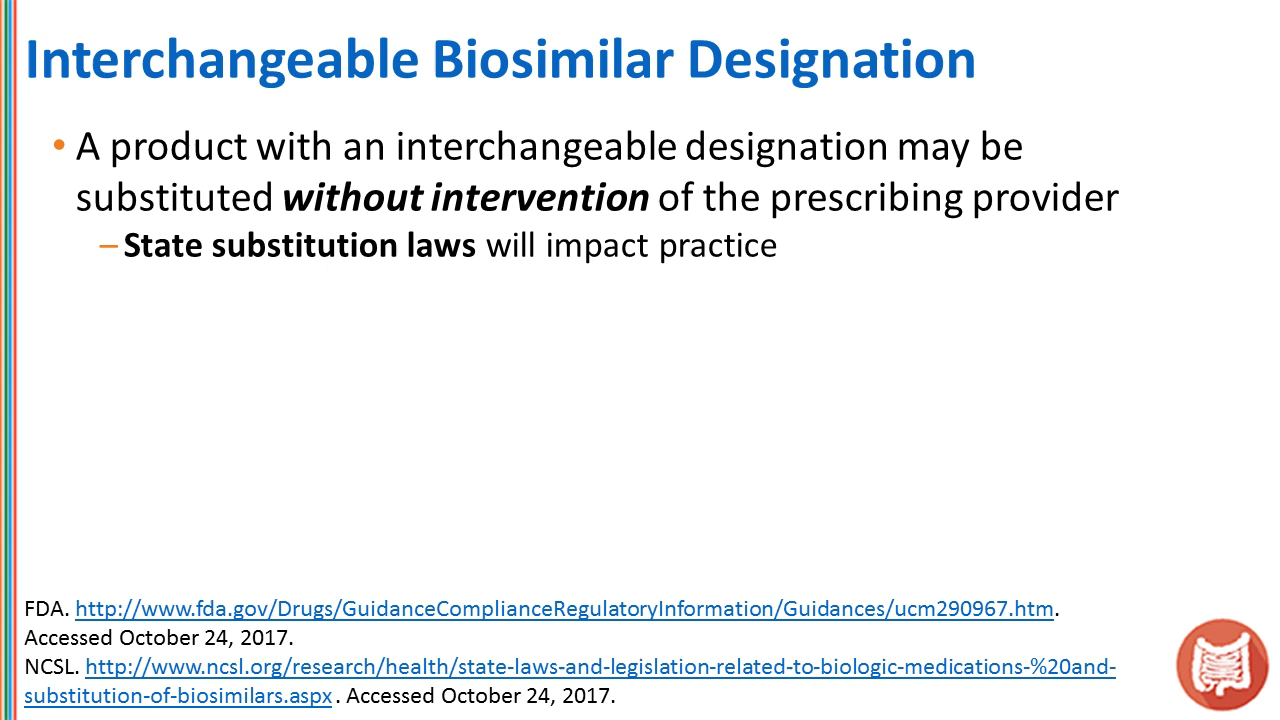 Interchangeable Biosimilar Designation
• A product with an interchangeable designation may be
substituted without intervention of the prescribing provider
– State substitution laws will impact practice
FDA. http://www.fda.gov/Drugs/GuidanceComplianceRegulatoryInformation/Guidances/ucm290967.htm.
Accessed October 24, 2017.
NCSL. http://www.ncsl.org/research/health/state-laws-and-legislation-related-to-biologic-medications-%20and-
substitution-of-biosimilars.aspx . Accessed October 24, 2017.